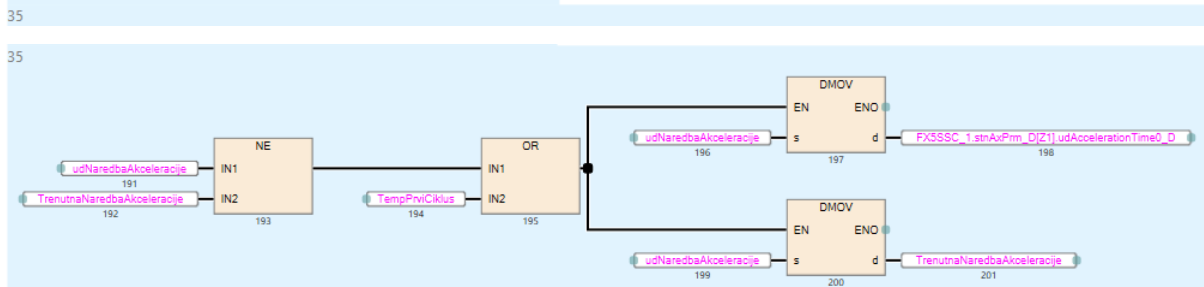 35
35
DMOV
EN ENO
udNaredbaAkceleracije s d FX5SSC_1.stnAxPrm_D[Z1].udAccelerationTime0_D
196 197 198
NE OR
udNaredbaAkceleracije IN1 IN1
191
TrenutnaNaredbaAkceleracije IN2 TempPrviCiklus IN2
192 193 194 195
DMOV
EN ENO
udNaredbaAkceleracije s d TrenutnaNaredbaAkceleracije
199 200 201